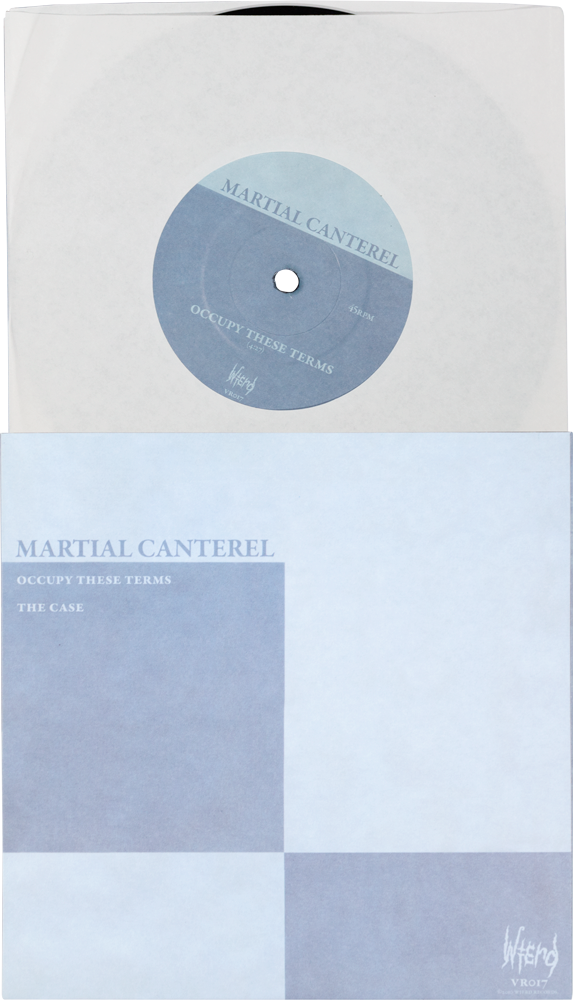 MARTIAL CANTEREL
45RPM
OCCUPY THESE TERMS
Wierd
VR017
MARTIAL CANTEREL
OCCUPY THESE TERMS
THE CASE
Wierd
VR017